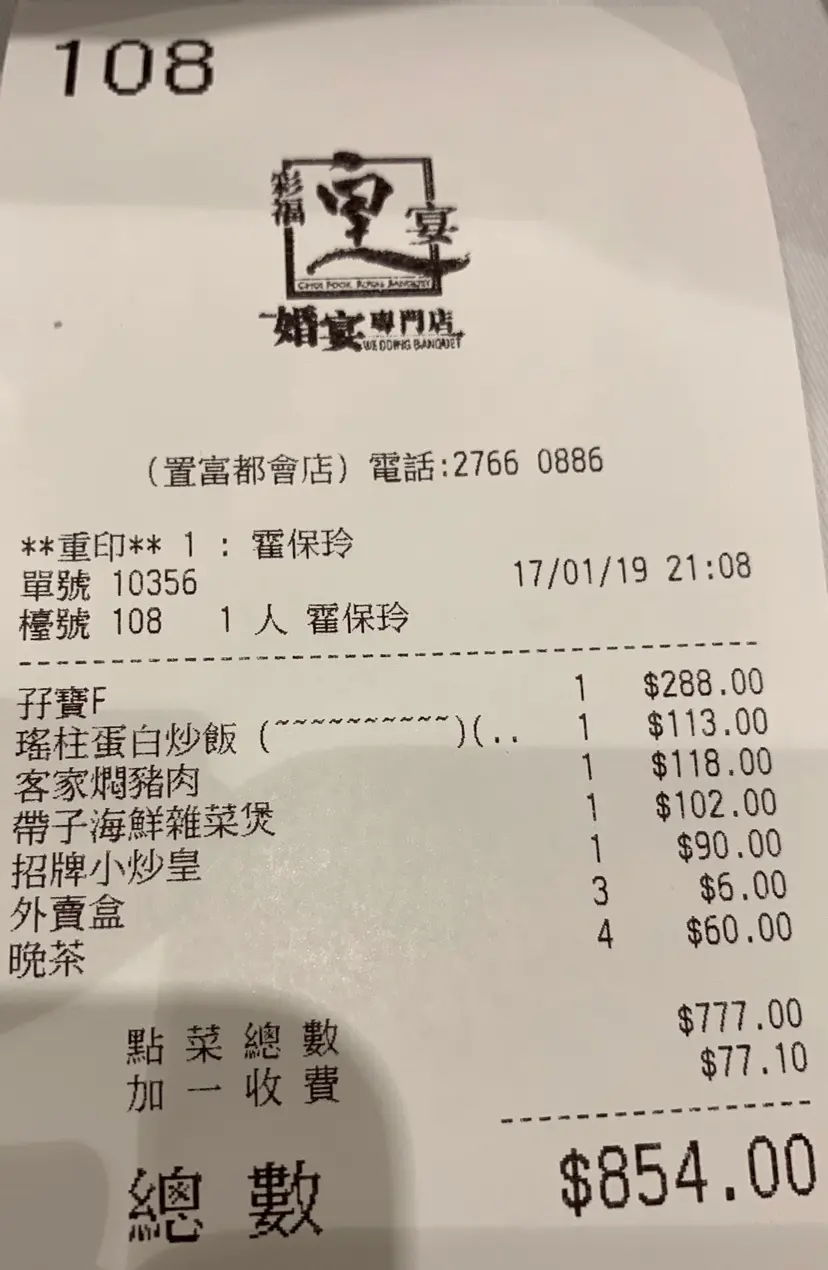 108
彩福
皇
宴
CHOI FOOK ROYAL BANQUET
婚宴專門店
WEDDING BANQUET
(置富都會店) 電話:2766 0886
**重印** 1 : 霍保玲
單號 10356 17/01/19 21:08
檯號 108 1 人 霍保玲
孖寶F 1 $288.00
瑤柱蛋白炒飯 (~~~~~~~~~~)(.. 1 $113.00
客家燜豬肉 1 $118.00
帶子海鮮雜菜煲 1 $102.00
招牌小炒皇 1 $90.00
外賣盒 3 $6.00
晚茶 4 $60.00
點菜總數 $777.00
加一收費 $77.10
總數 $854.00